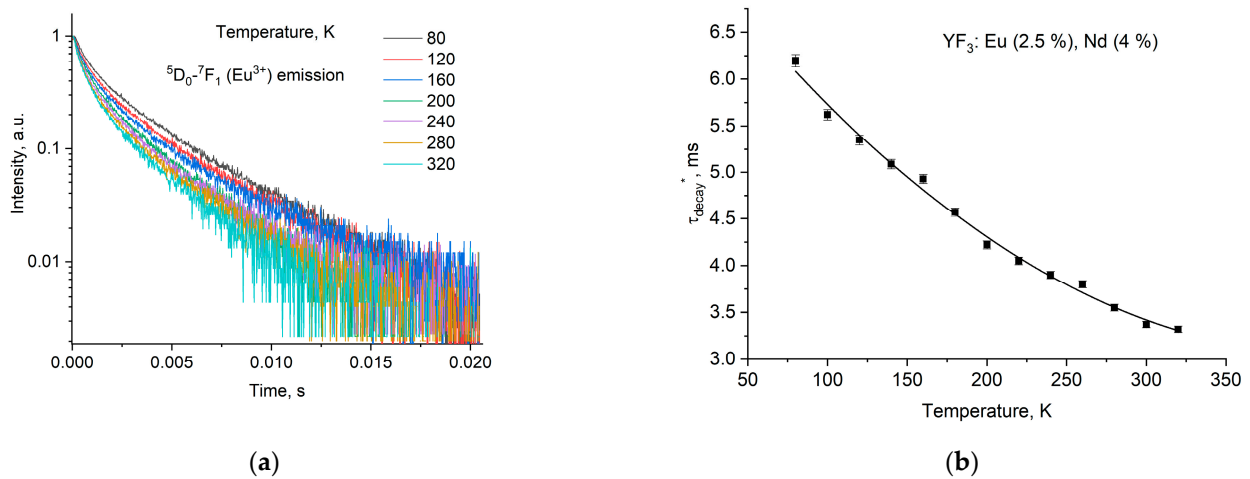 Temperature, K
⁵D₀-⁷F₁ (Eu³⁺) emission
80
120
160
200
240
280
320
1
0.1
0.01
Intensity, a.u.
0.000 0.005 0.010 0.015 0.020
Time, s
(a)
YF₃: Eu (2.5 %), Nd (4 %)
6.5
6.0
5.5
5.0
4.5
4.0
3.5
3.0
τdecay*, ms
50 100 150 200 250 300 350
Temperature, K
(b)